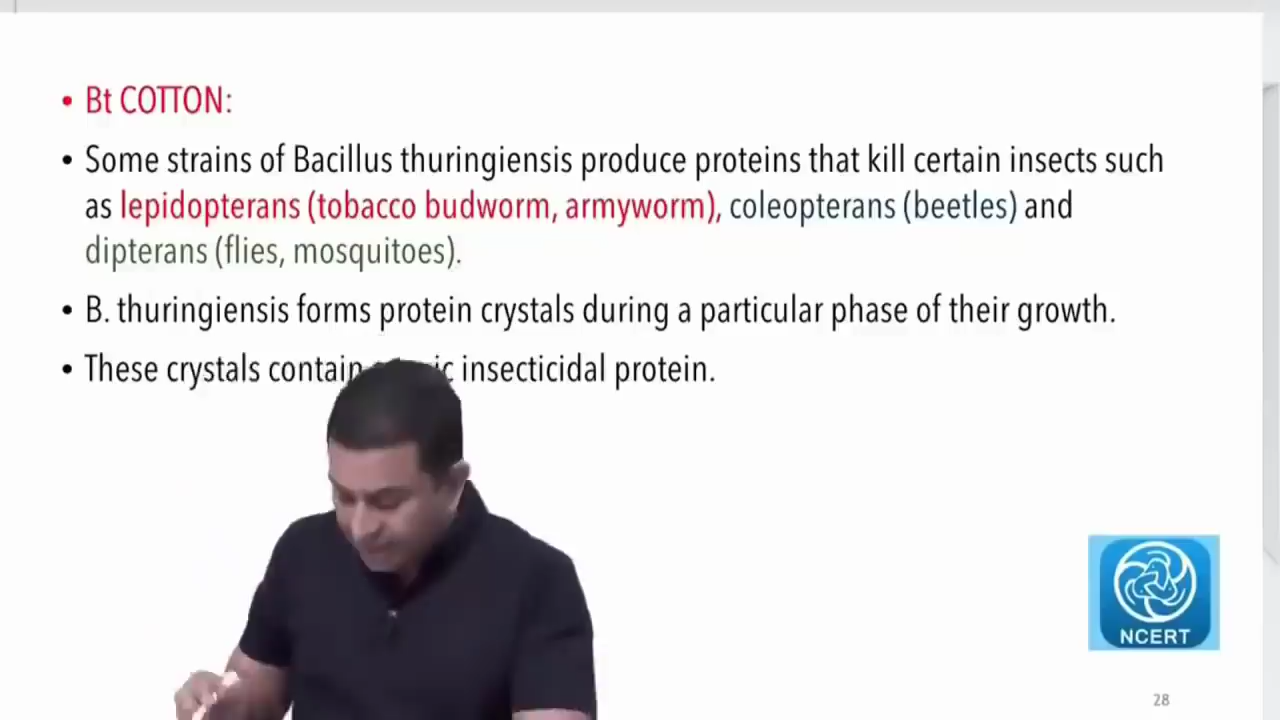 • Bt COTTON:
• Some strains of Bacillus thuringiensis produce proteins that kill certain insects such
as lepidopterans (tobacco budworm, armyworm), coleopterans (beetles) and
dipterans (flies, mosquitoes).
• B. thuringiensis forms protein crystals during a particular phase of their growth.
• These crystals contain insecticidal protein.
NCERT
28